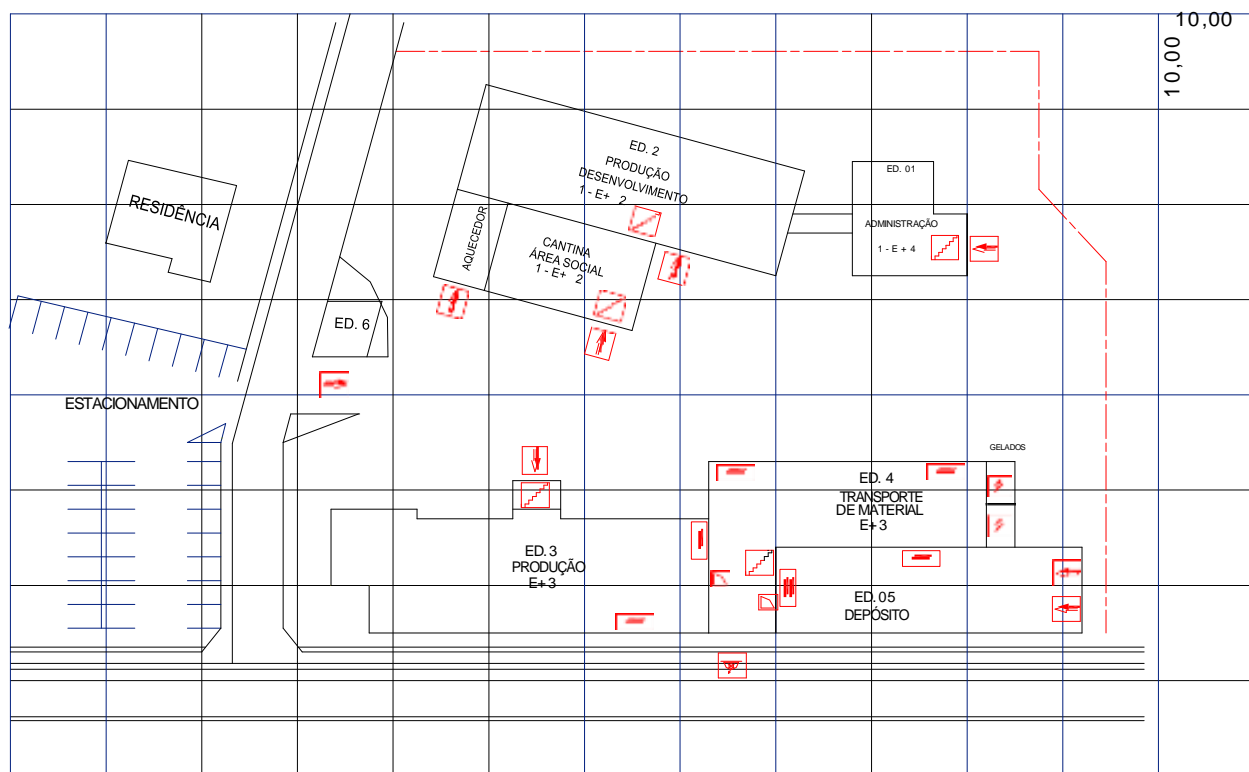 10,00
10,00
ED. 2
PRODUÇÃO
DESENVOLVIMENTO
1 - E+ 2
ED. 01
ADMINISTRAÇÃO
1 - E + 4
RESIDÊNCIA
AQUECEDOR
CANTINA
ÁREA SOCIAL
1 - E+ 2
ED. 6
ESTACIONAMENTO
GELADOS
ED. 4
TRANSPORTE
DE MATERIAL
E+3
ED. 3
PRODUÇÃO
E+3
ED. 05
DEPÓSITO